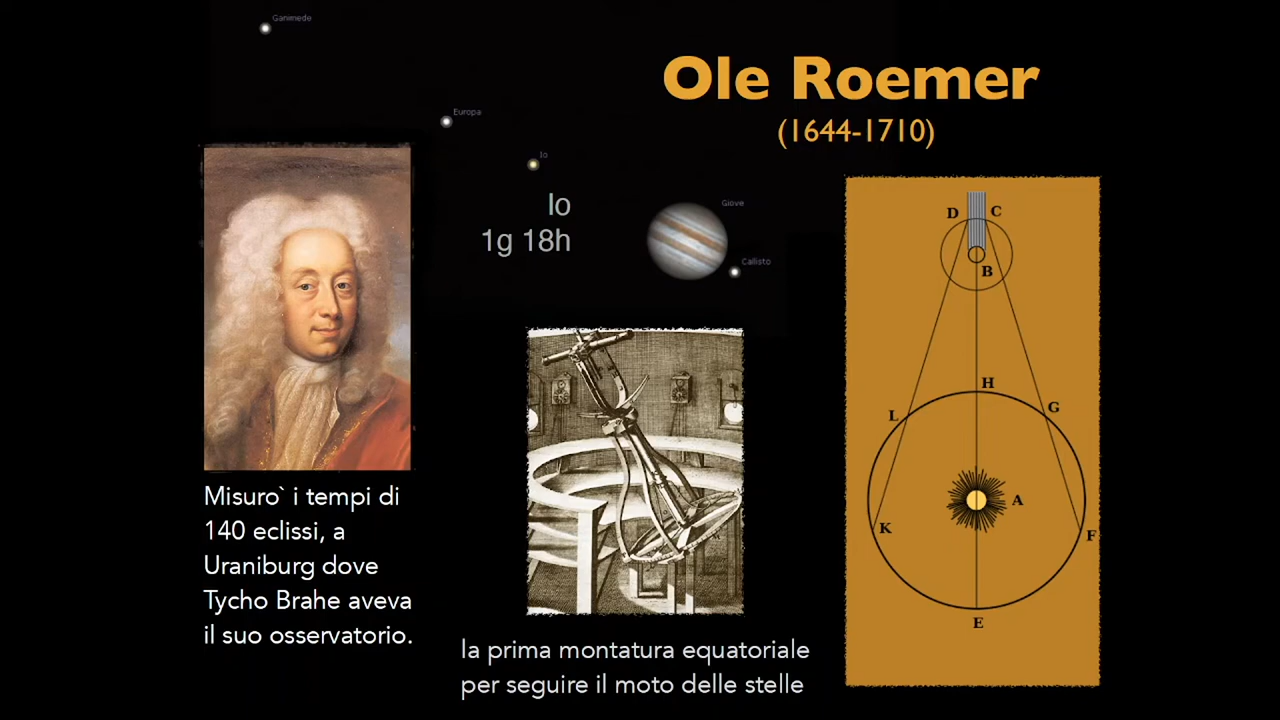 Ole Roemer
(1644-1710)
Ganimede
Europa
Io
Giove
Callisto
Io
1g 18h
Misuro` i tempi di
140 eclissi, a
Uraniburg dove
Tycho Brahe aveva
il suo osservatorio.
la prima montatura equatoriale
per seguire il moto delle stelle
D C
B
H
L G
A
K F
E